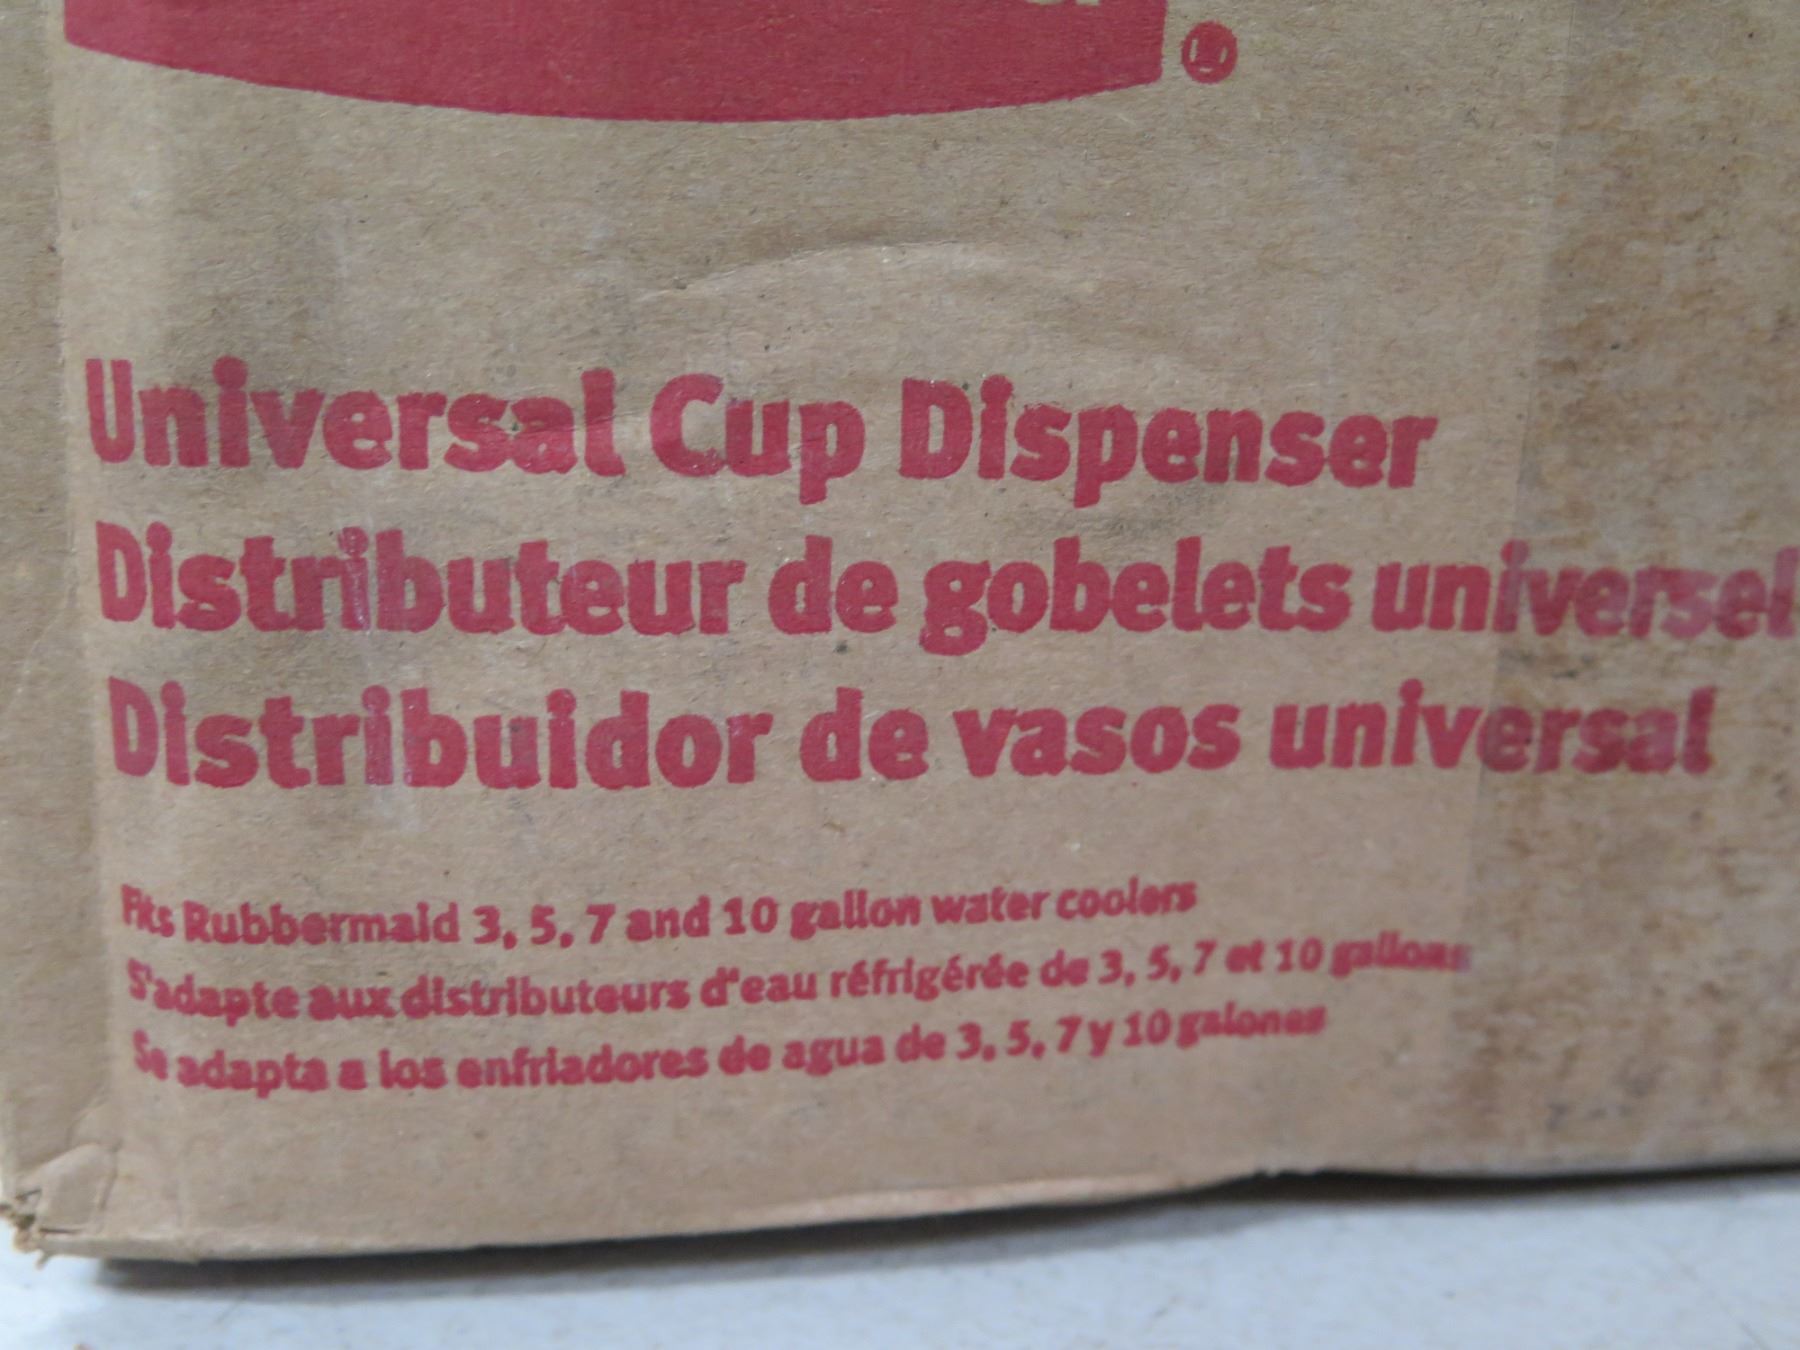 Universal Cup Dispenser
Distributeur de gobelets universel
Distribuidor de vasos universal
Fits Rubbermaid 3, 5, 7 and 10 gallon water coolers
S'adapte aux distributeurs d'eau réfrigérée de 3, 5, 7 et 10 gallons
Se adapta a los enfriadores de agua de 3, 5, 7 y 10 galones